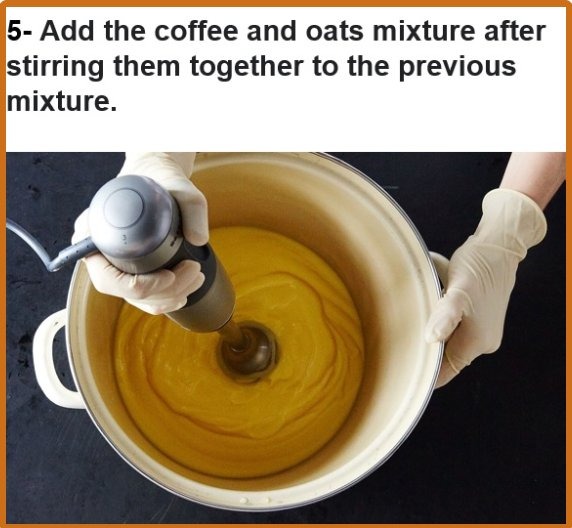 5- Add the coffee and oats mixture after
stirring them together to the previous
mixture.